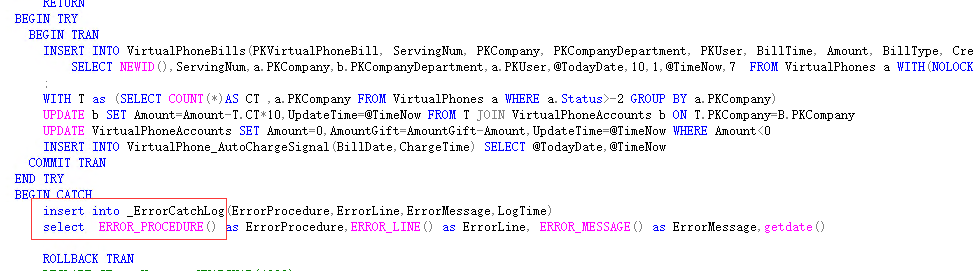 RETURN
BEGIN TRY
BEGIN TRAN
INSERT INTO VirtualPhoneBills(PKVirtualPhoneBill, ServingNum, PKCompany, PKCompanyDepartment, PKUser, BillTime, Amount, BillType, Cre
SELECT NEWID(),ServingNum,a.PKCompany,b.PKCompanyDepartment,a.PKUser,@TodayDate,10,1,@TimeNow,7 FROM VirtualPhones a WITH(NOLOCK
;
WITH T as (SELECT COUNT(*)AS CT ,a.PKCompany FROM VirtualPhones a WHERE a.Status>-2 GROUP BY a.PKCompany)
UPDATE b SET Amount=Amount-T.CT*10,UpdateTime=@TimeNow FROM T JOIN VirtualPhoneAccounts b ON T.PKCompany=B.PKCompany
UPDATE VirtualPhoneAccounts SET Amount=0,AmountGift=AmountGift-Amount,UpdateTime=@TimeNow WHERE Amount<0
INSERT INTO VirtualPhone_AutoChargeSignal(BillDate,ChargeTime) SELECT @TodayDate,@TimeNow
COMMIT TRAN
END TRY
BEGIN CATCH
insert into _ErrorCatchLog(ErrorProcedure,ErrorLine,ErrorMessage,LogTime)
select ERROR_PROCEDURE() as ErrorProcedure,ERROR_LINE() as ErrorLine, ERROR_MESSAGE() as ErrorMessage,getdate()
ROLLBACK TRAN